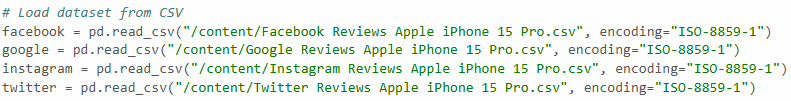 # Load dataset from CSV
facebook = pd.read_csv("/content/Facebook Reviews Apple iPhone 15 Pro.csv", encoding="ISO-8859-1")
google = pd.read_csv("/content/Google Reviews Apple iPhone 15 Pro.csv", encoding="ISO-8859-1")
instagram = pd.read_csv("/content/Instagram Reviews Apple iPhone 15 Pro.csv", encoding="ISO-8859-1")
twitter = pd.read_csv("/content/Twitter Reviews Apple iPhone 15 Pro.csv", encoding="ISO-8859-1")